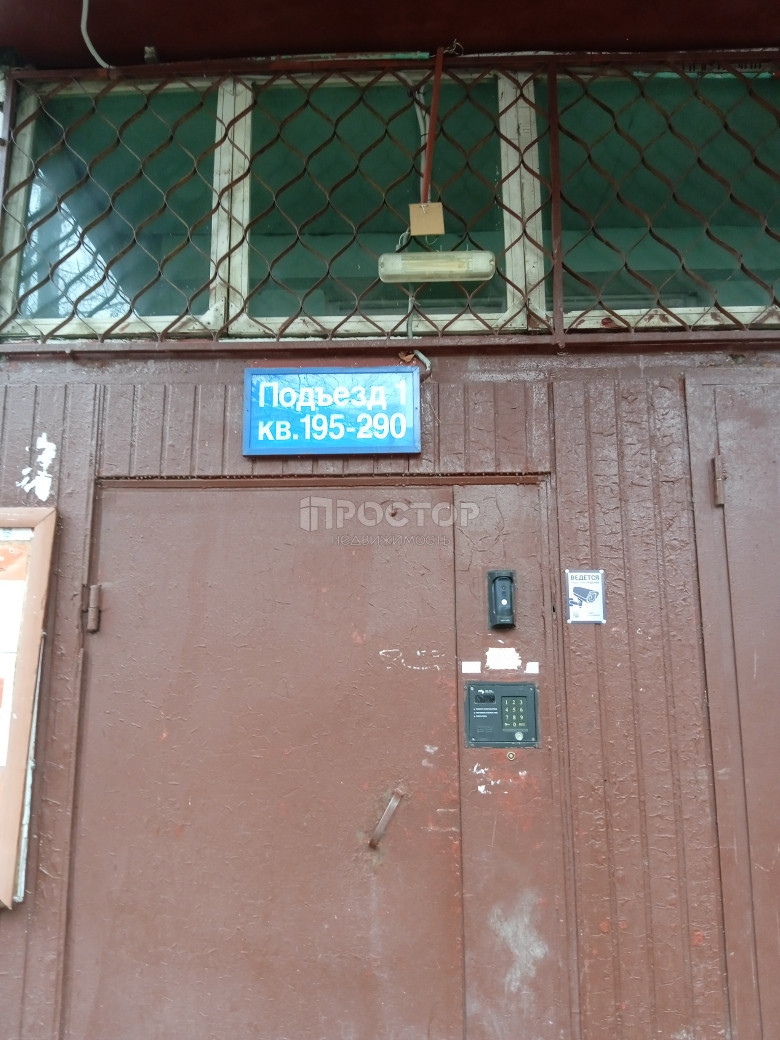 Подъезд 1
кв.195-290
ПРОСТОР
НЕДВИЖИМОСТЬ
ВЕДЕТСЯ
1 2 3
4 5 6
7 8 9
0